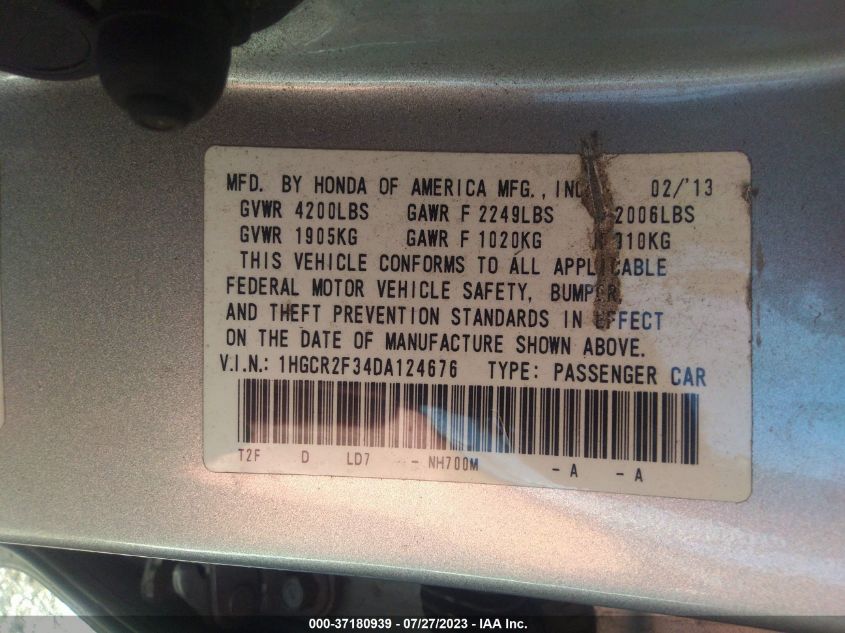 MFD. BY HONDA OF AMERICA MFG., INC. 02/'13
GVWR 4200LBS GAWR F 2249LBS 2006LBS
GVWR 1905KG GAWR F 1020KG 910KG
THIS VEHICLE CONFORMS TO ALL APPLICABLE
FEDERAL MOTOR VEHICLE SAFETY, BUMPER,
AND THEFT PREVENTION STANDARDS IN EFFECT
ON THE DATE OF MANUFACTURE SHOWN ABOVE.
V.I.N.: 1HGCR2F34DA124676 TYPE: PASSENGER CAR
T2F D LD7 -- NH700M - A - A
000-37180939 / 07/27/2023 - IAA Inc.